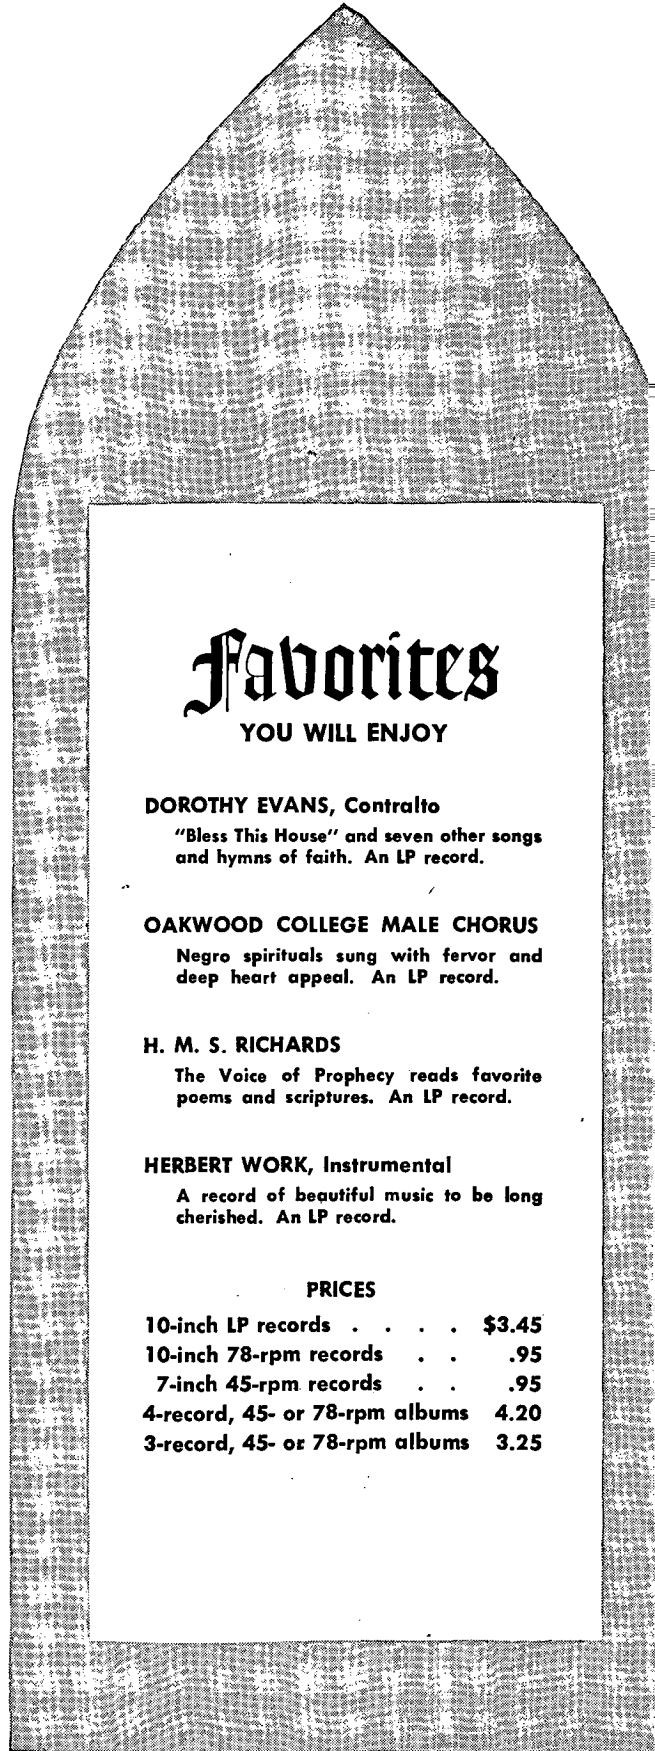 Favorites
YOU WILL ENJOY
DOROTHY EVANS, Contralto
"Bless This House" and seven other songs
and hymns of faith. An LP record.
OAKWOOD COLLEGE MALE CHORUS
Negro spirituals sung with fervor and
deep heart appeal. An LP record.
H. M. S. RICHARDS
The Voice of Prophecy reads favorite
poems and scriptures. An LP record.
HERBERT WORK, Instrumental
A record of beautiful music to be long
cherished. An LP record.
PRICES
10-inch LP records . . . . $3.45
10-inch 78-rpm records . . .95
7-inch 45-rpm records . . .95
4-record, 45- or 78-rpm albums 4.20
3-record, 45- or 78-rpm albums 3.25